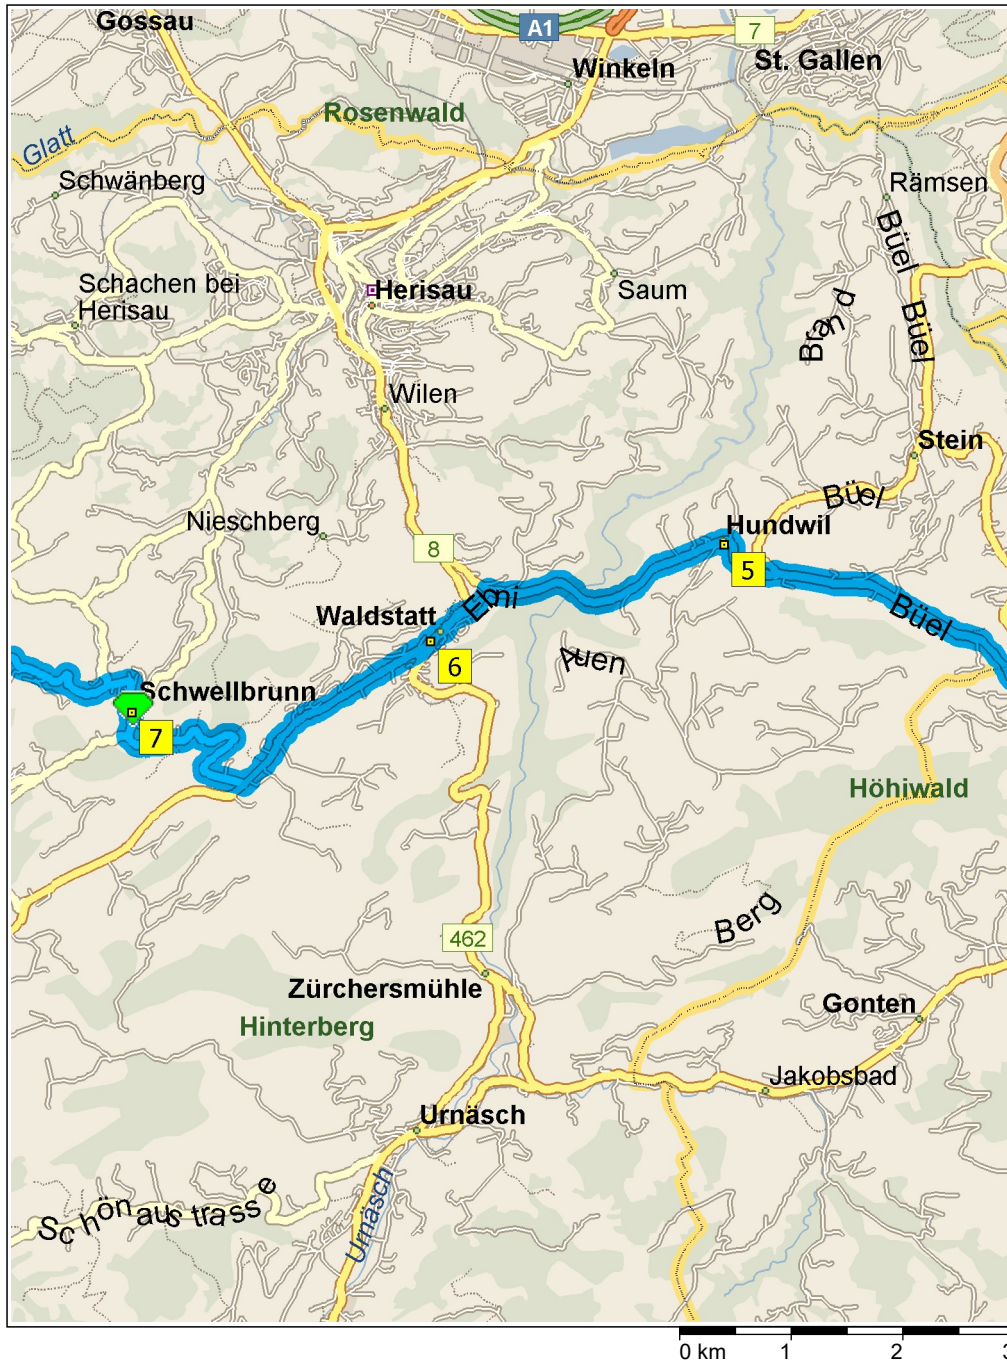 Gossau
A1
7
St. Gallen
Winkeln
Rosenwald
Glatt
Schwänberg
Rämsen
Büel
Schachen bei
Herisau
Herisau
Saum
Brand
Büel
Wilen
Stein
Büel
Nieschberg
Hundwil
8
5
Ebni
Büel
Waldstatt
Auen
6
Schwellbrunn
7
Höhiwald
Berg
462
Zürchersmühle
Gonten
Hinterberg
Jakobsbad
Urnäsch
Schönaustrasse
Urnäsch
0 km 1 2 3